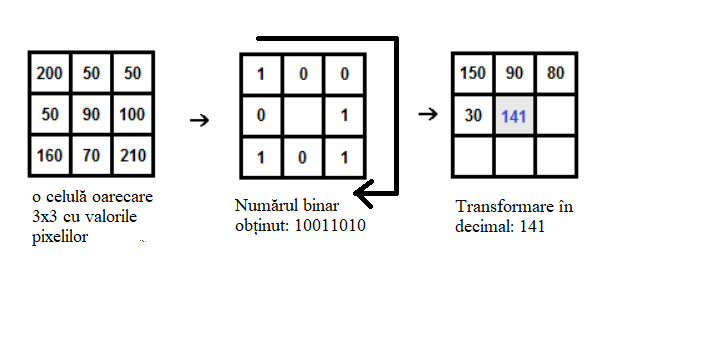 200 50 50
50 90 100
160 70 210
1 0 0
0 1
1 0 1
150 90 80
30 141
o celulă oarecare
3x3 cu valorile
pixelilor
Numărul binar
obținut: 10011010
Transformare în
decimal: 141